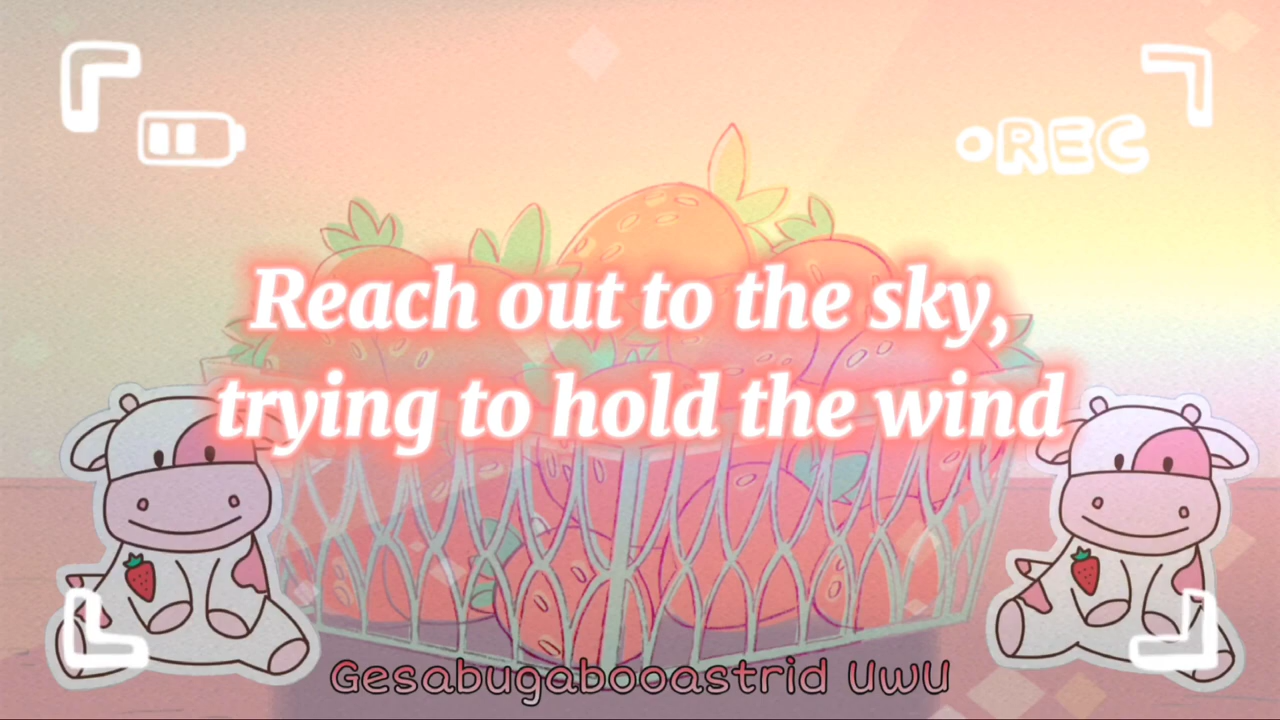 REC
Reach out to the sky,
trying to hold the wind
Gesabugabooastrid UwU